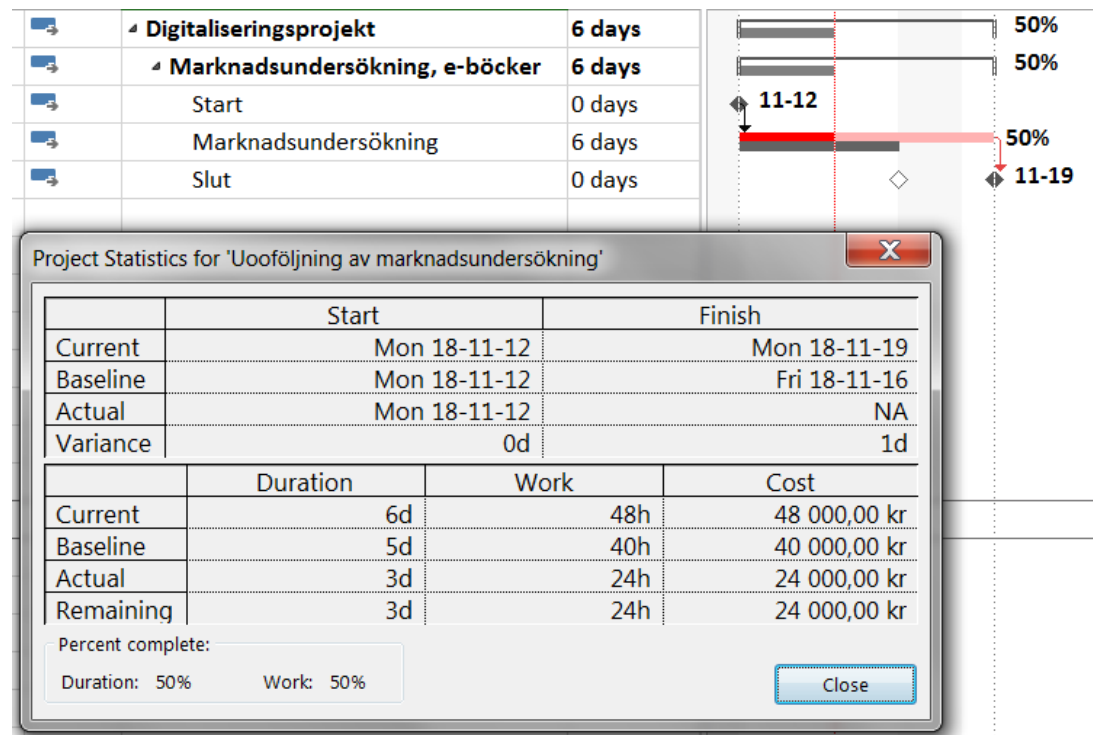 Digitaliseringsprojekt 6 days 50%
Marknadsundersökning, e-böcker 6 days 50%
Start 0 days 11-12
Marknadsundersökning 6 days 50%
Slut 0 days 11-19
Project Statistics for 'Uooföljning av marknadsundersökning'
Start Finish
Current Mon 18-11-12 Mon 18-11-19
Baseline Mon 18-11-12 Fri 18-11-16
Actual Mon 18-11-12 NA
Variance 0d 1d
Duration Work Cost
Current 6d 48h 48 000,00 kr
Baseline 5d 40h 40 000,00 kr
Actual 3d 24h 24 000,00 kr
Remaining 3d 24h 24 000,00 kr
Percent complete:
Duration: 50% Work: 50%
Close